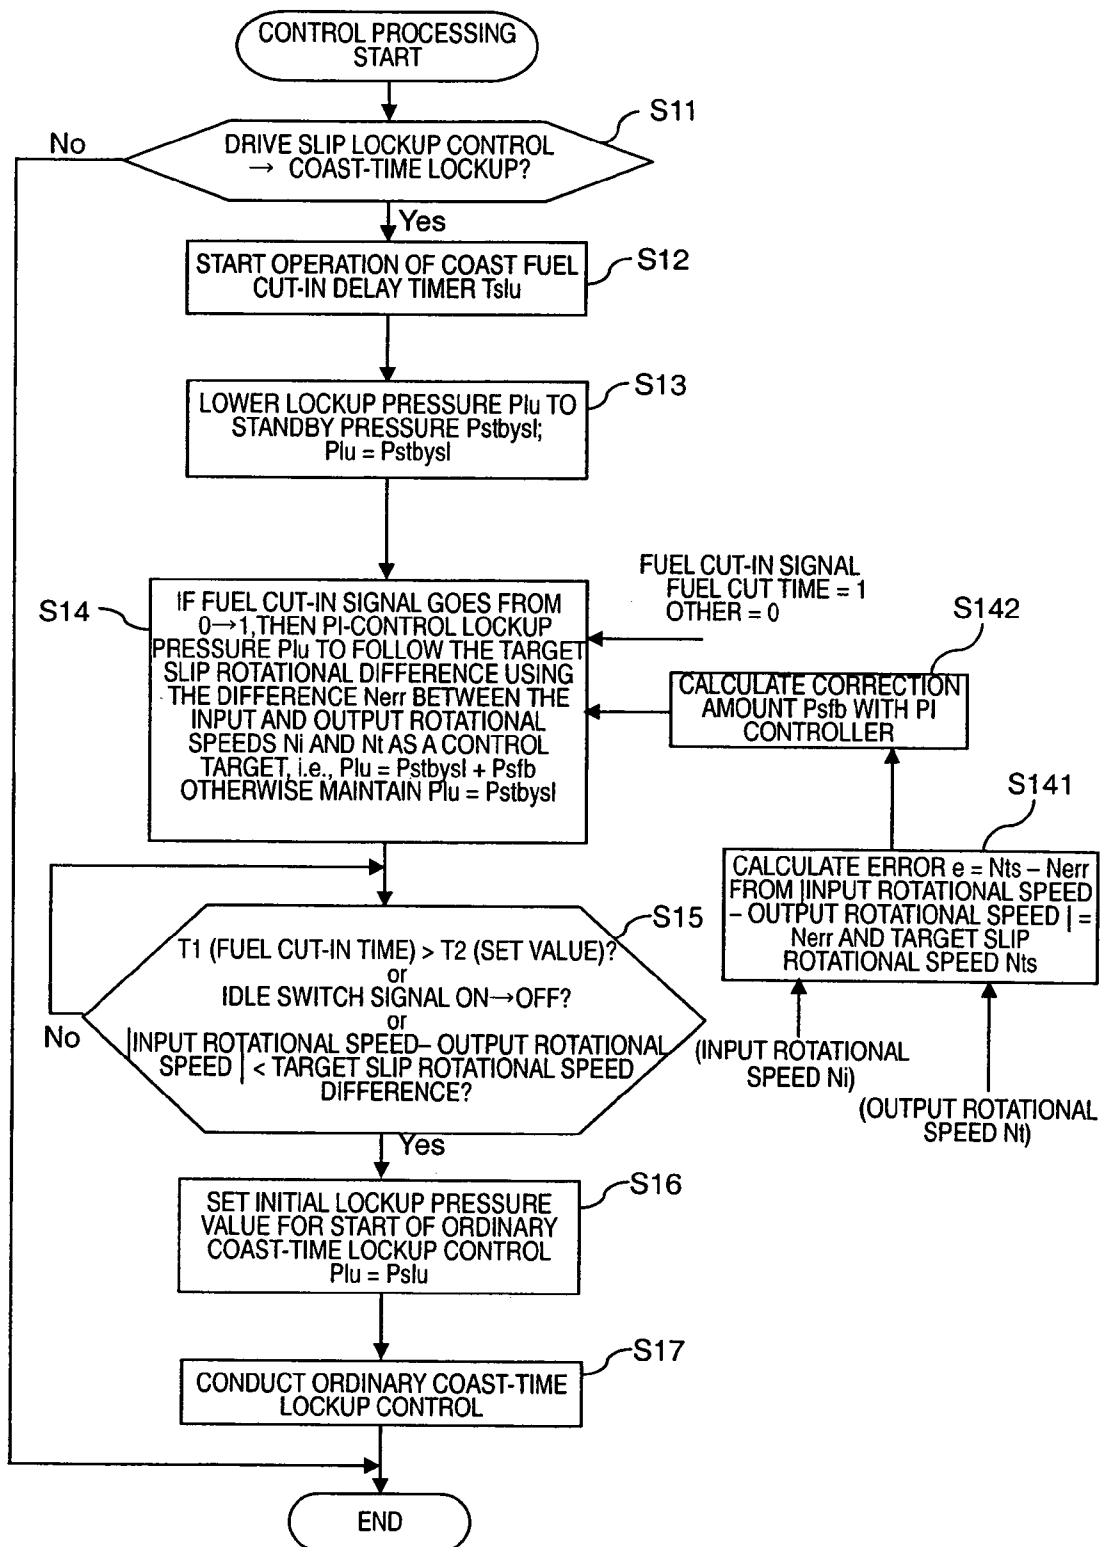 CONTROL PROCESSING
START
S11
No
DRIVE SLIP LOCKUP CONTROL
→ COAST-TIME LOCKUP?
Yes
START OPERATION OF COAST FUEL
CUT-IN DELAY TIMER Tslu
S12
LOWER LOCKUP PRESSURE Plu TO
STANDBY PRESSURE Pstbysl;
Plu = Pstbysl
S13
S14
IF FUEL CUT-IN SIGNAL GOES FROM
0→1, THEN PI-CONTROL LOCKUP
PRESSURE Plu TO FOLLOW THE TARGET
SLIP ROTATIONAL DIFFERENCE USING
THE DIFFERENCE Nerr BETWEEN THE
INPUT AND OUTPUT ROTATIONAL
SPEEDS Ni AND Nt AS A CONTROL
TARGET, i.e., Plu = Pstbysl + Psfb
OTHERWISE MAINTAIN Plu = Pstbysl
FUEL CUT-IN SIGNAL
FUEL CUT TIME = 1
OTHER = 0
S142
CALCULATE CORRECTION
AMOUNT Psfb WITH PI
CONTROLLER
S141
CALCULATE ERROR e = Nts – Nerr
FROM |INPUT ROTATIONAL SPEED
– OUTPUT ROTATIONAL SPEED | =
Nerr AND TARGET SLIP
ROTATIONAL SPEED Nts
(INPUT ROTATIONAL
SPEED Ni)
(OUTPUT ROTATIONAL
SPEED Nt)
S15
T1 (FUEL CUT-IN TIME) > T2 (SET VALUE)?
or
IDLE SWITCH SIGNAL ON→OFF?
or
|INPUT ROTATIONAL SPEED– OUTPUT ROTATIONAL
SPEED | < TARGET SLIP ROTATIONAL SPEED
DIFFERENCE?
No
Yes
SET INITIAL LOCKUP PRESSURE
VALUE FOR START OF ORDINARY
COAST-TIME LOCKUP CONTROL
Plu = Pslu
S16
S17
CONDUCT ORDINARY COAST-TIME
LOCKUP CONTROL
END